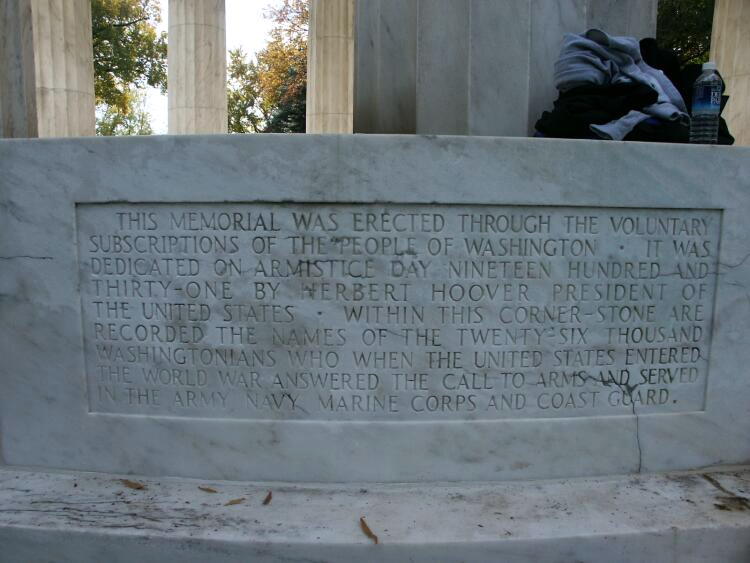 THIS MEMORIAL WAS ERECTED THROUGH THE VOLUNTARY
SUBSCRIPTIONS OF THE PEOPLE OF WASHINGTON · IT WAS
DEDICATED ON ARMISTICE DAY NINETEEN HUNDRED AND
THIRTY-ONE BY HERBERT HOOVER PRESIDENT OF
THE UNITED STATES · WITHIN THIS CORNER-STONE ARE
RECORDED THE NAMES OF THE TWENTY-SIX THOUSAND
WASHINGTONIANS WHO WHEN THE UNITED STATES ENTERED
THE WORLD WAR ANSWERED THE CALL TO ARMS AND SERVED
IN THE ARMY NAVY MARINE CORPS AND COAST GUARD.